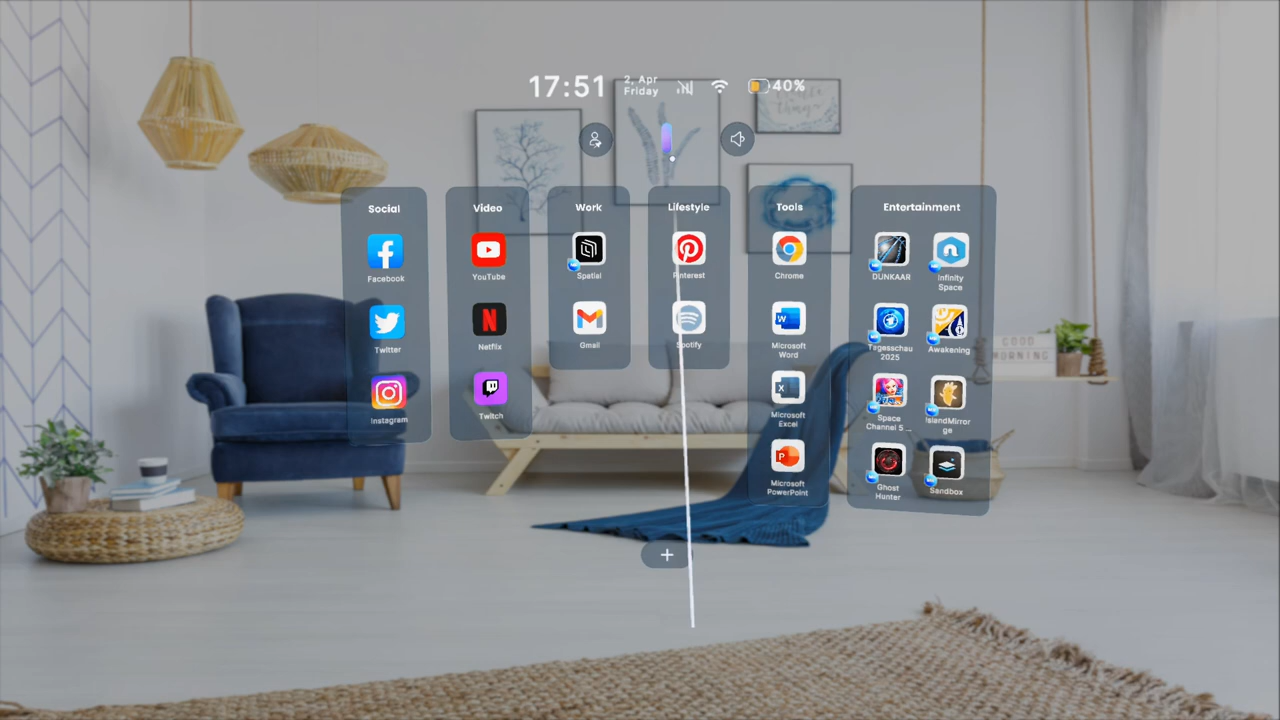 17:51
2, Apr
Friday
40%
Social
Facebook
Twitter
Instagram
Video
YouTube
Netflix
Twitch
Work
Spatial
Gmail
Lifestyle
Pinterest
Spotify
Tools
Chrome
Microsoft
Word
Microsoft
Excel
Microsoft
PowerPoint
Entertainment
DUNKAAR
Infinity
Space
Tagesschau
2025
Awakening
Space
Channel 5 ...
IslandMirror
ge
Ghost
Hunter
Sandbox
GOOD
MORNING
thing